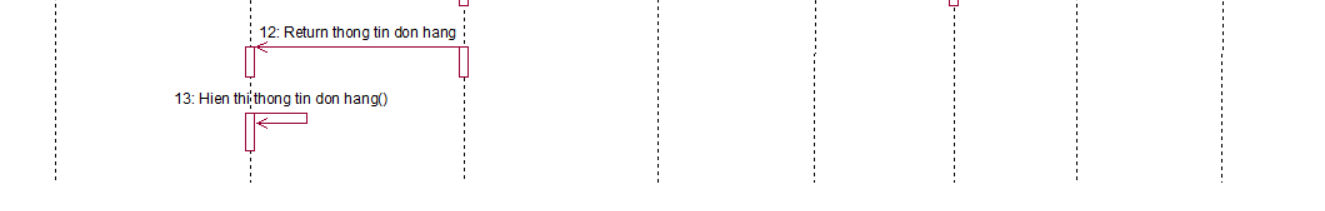 12: Return thong tin don hang
13: Hien thi thong tin don hang()